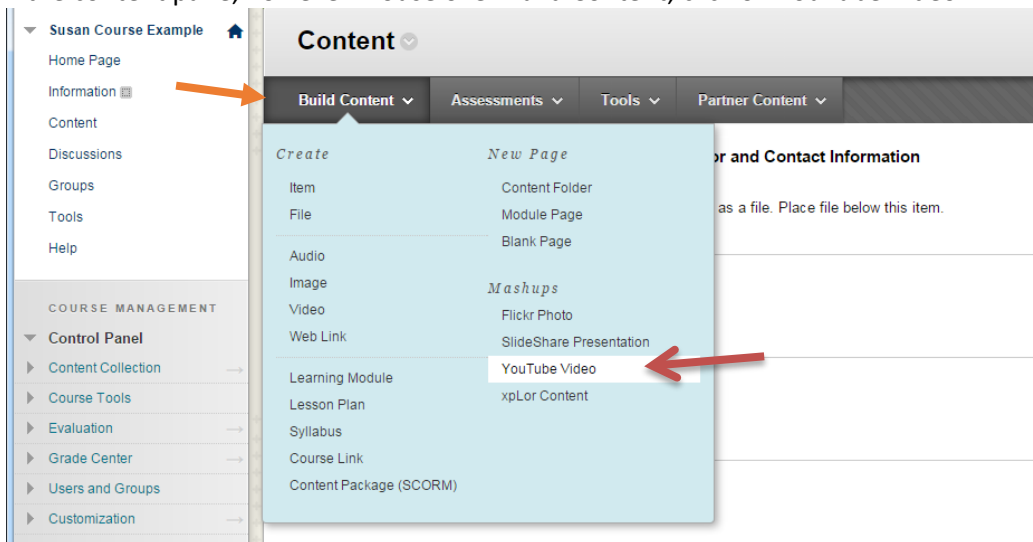 Susan Course Example
Home Page
Information
Content
Discussions
Groups
Tools
Help
COURSE MANAGEMENT
Control Panel
Content Collection
Course Tools
Evaluation
Grade Center
Users and Groups
Customization
Content
Build Content
Assessments
Tools
Partner Content
Create
Item
File
Audio
Image
Video
Web Link
Learning Module
Lesson Plan
Syllabus
Course Link
Content Package (SCORM)
New Page
Content Folder
Module Page
Blank Page
Mashups
Flickr Photo
SlideShare Presentation
YouTube Video
xpLor Content
or and Contact Information
as a file. Place file below this item.